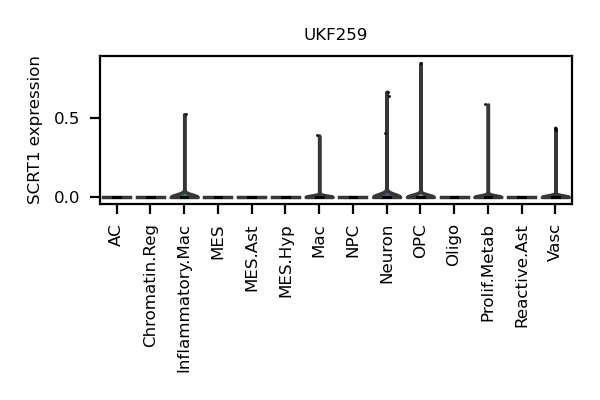 UKF259
SCRT1 expression
0.5
0.0
AC
Chromatin.Reg
Inflammatory.Mac
MES
MES.Ast
MES.Hyp
Mac
NPC
Neuron
OPC
Oligo
Prolif.Metab
Reactive.Ast
Vasc